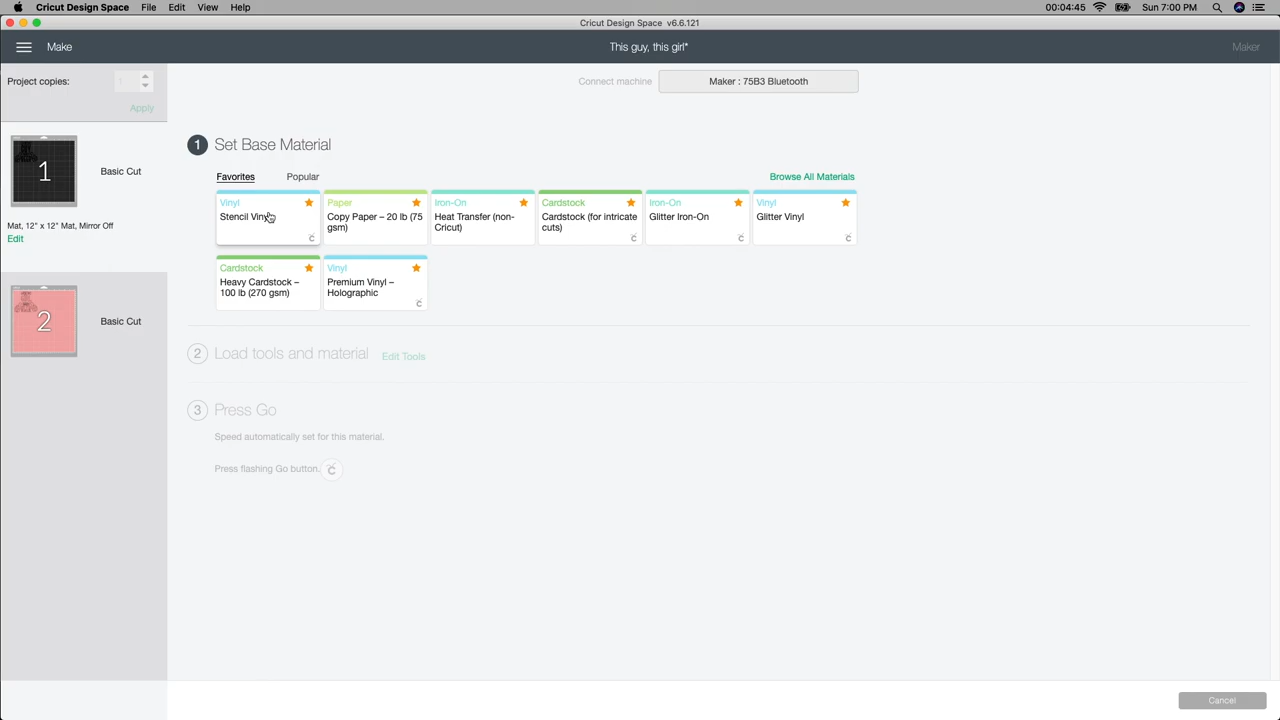 Cricut Design Space File Edit View Help 00:04:45 Sun 7:00 PM
Cricut Design Space v6.6.121
Make This guy, this girl* Maker
Project copies: 1
Apply
Connect machine Maker : 75B3 Bluetooth
1 Basic Cut
Mat, 12" x 12" Mat, Mirror Off
Edit
2 Basic Cut
1 Set Base Material
Favorites Popular Browse All Materials
Vinyl
Stencil Vinyl
Paper
Copy Paper – 20 lb (75
gsm)
Iron-On
Heat Transfer (non-
Cricut)
Cardstock
Cardstock (for intricate
cuts)
Iron-On
Glitter Iron-On
Vinyl
Glitter Vinyl
Cardstock
Heavy Cardstock –
100 lb (270 gsm)
Vinyl
Premium Vinyl –
Holographic
2 Load tools and material Edit Tools
3 Press Go
Speed automatically set for this material.
Press flashing Go button.
Cancel